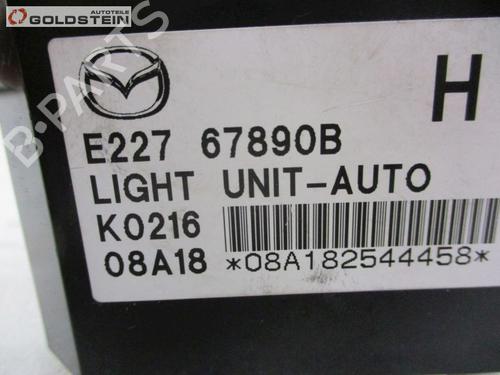 AUTOTEILE
GOLDSTEIN
B-PARTS
H
E227 67890B
LIGHT UNIT-AUTO
K0216
08A18 *08A182544458*